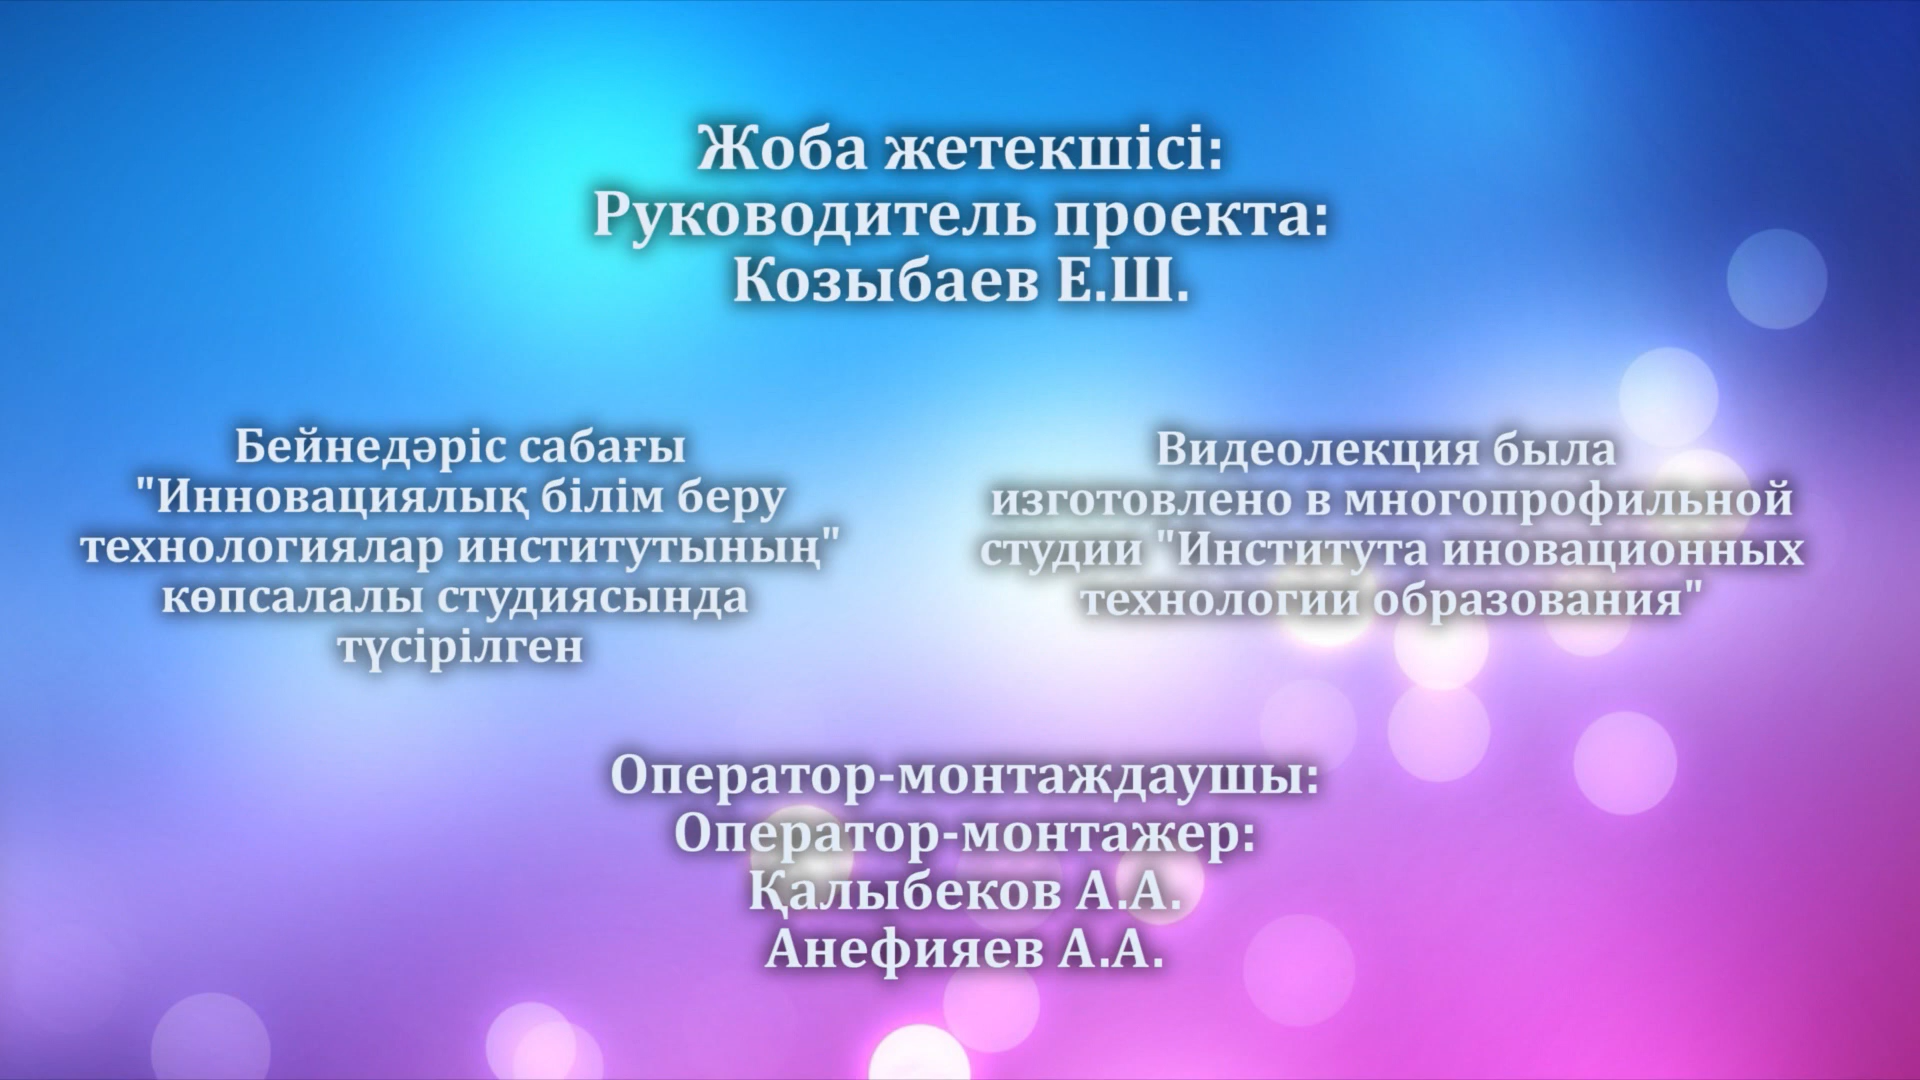 Жоба жетекшісі:
Руководитель проекта:
Козыбаев Е.Ш.
Бейнедәріс сабағы
"Инновациялық білім беру
технологиялар институтының"
көпсалалы студиясында
түсірілген
Видеолекция была
изготовлено в многопрофильной
студии "Института иновационных
технологии образования"
Оператор-монтаждаушы:
Оператор-монтажер:
Қалыбеков А.А.
Анефияев А.А.